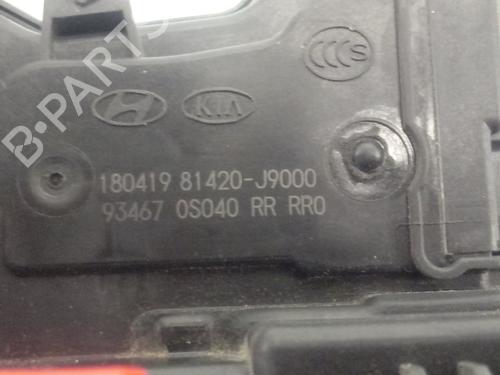 CCC S
KIA
B-PARTS
180419 81420-J9000
93467 0S040 RR RR0